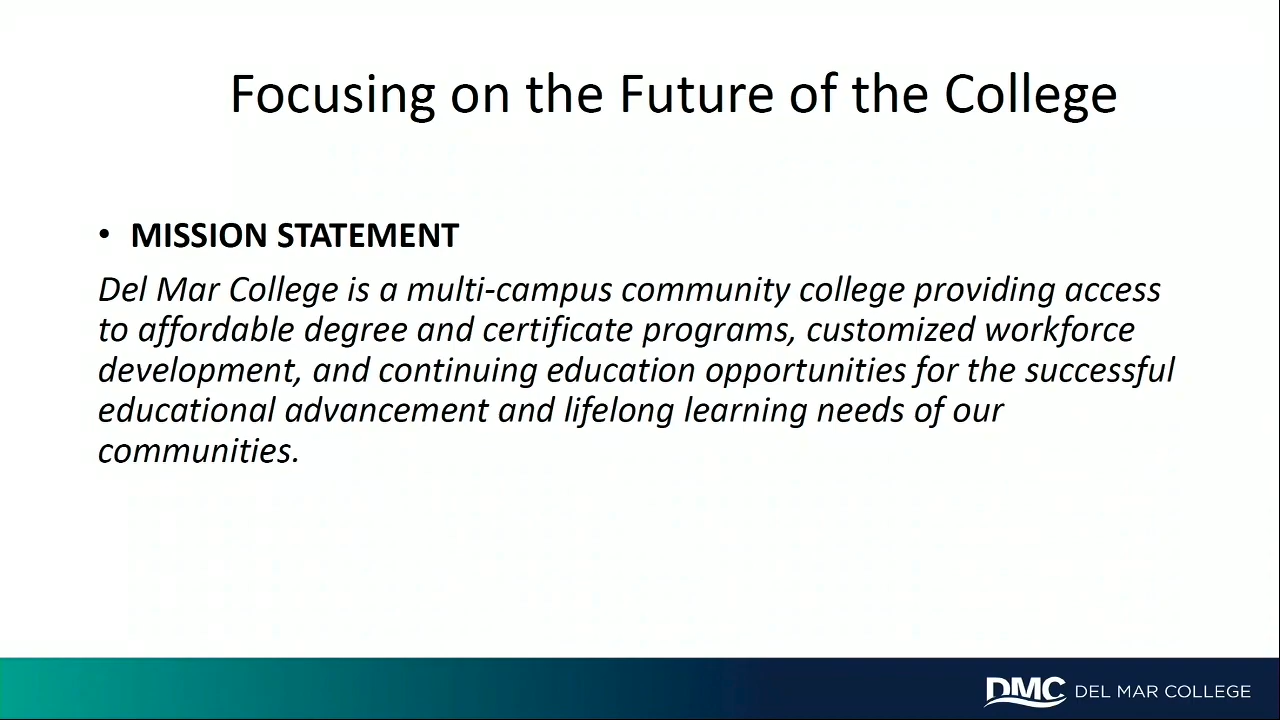 Focusing on the Future of the College
• MISSION STATEMENT
Del Mar College is a multi-campus community college providing access
to affordable degree and certificate programs, customized workforce
development, and continuing education opportunities for the successful
educational advancement and lifelong learning needs of our
communities.
DMC DEL MAR COLLEGE